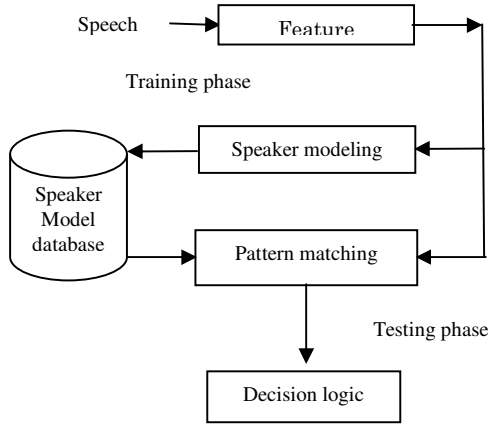 Speech
Feature
Training phase
Speaker modeling
Speaker
Model
database
Pattern matching
Testing phase
Decision logic